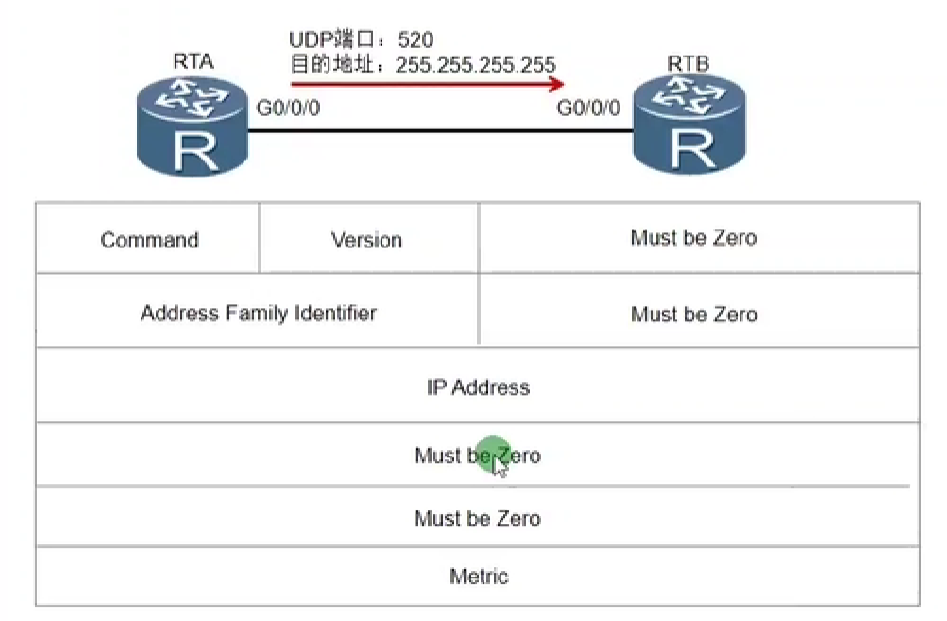 UDP端口：520
RTA
目的地址：255.255.255.255
RTB
G0/0/0
G0/0/0
R
R
Command
Version
Must be Zero
Address Family Identifier
Must be Zero
IP Address
Must be Zero
Must be Zero
Metric